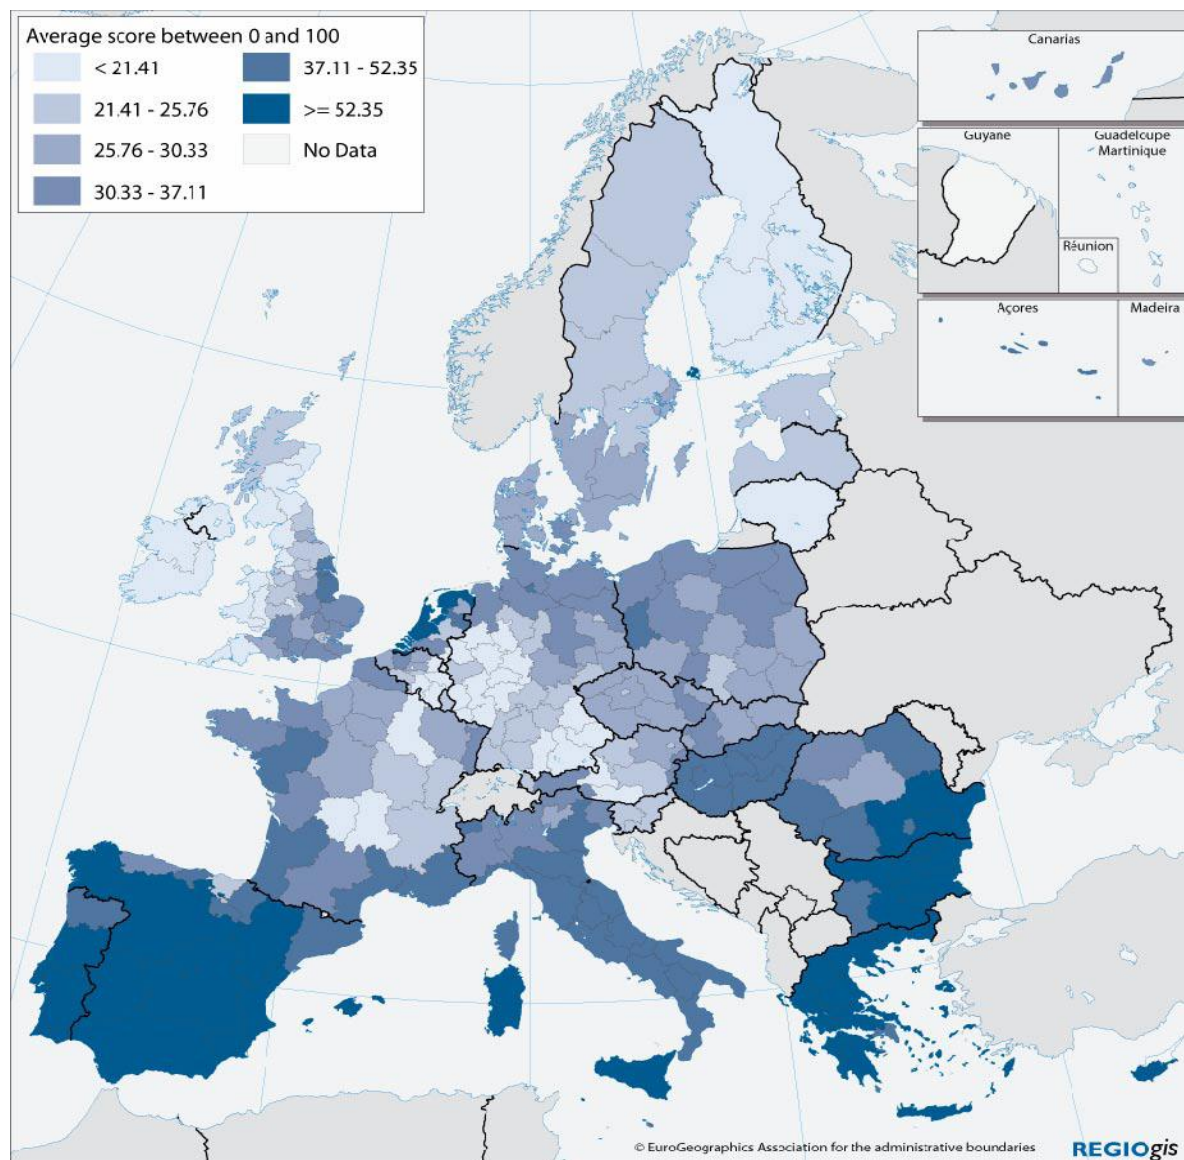 Average score between 0 and 100
< 21.41
21.41 - 25.76
25.76 - 30.33
30.33 - 37.11
37.11 - 52.35
>= 52.35
No Data
Canarias
Guyane
Guadelcupe
Martinique
Réunion
Açores
Madeira
© EuroGeographics Association for the administrative boundaries
REGIOgis